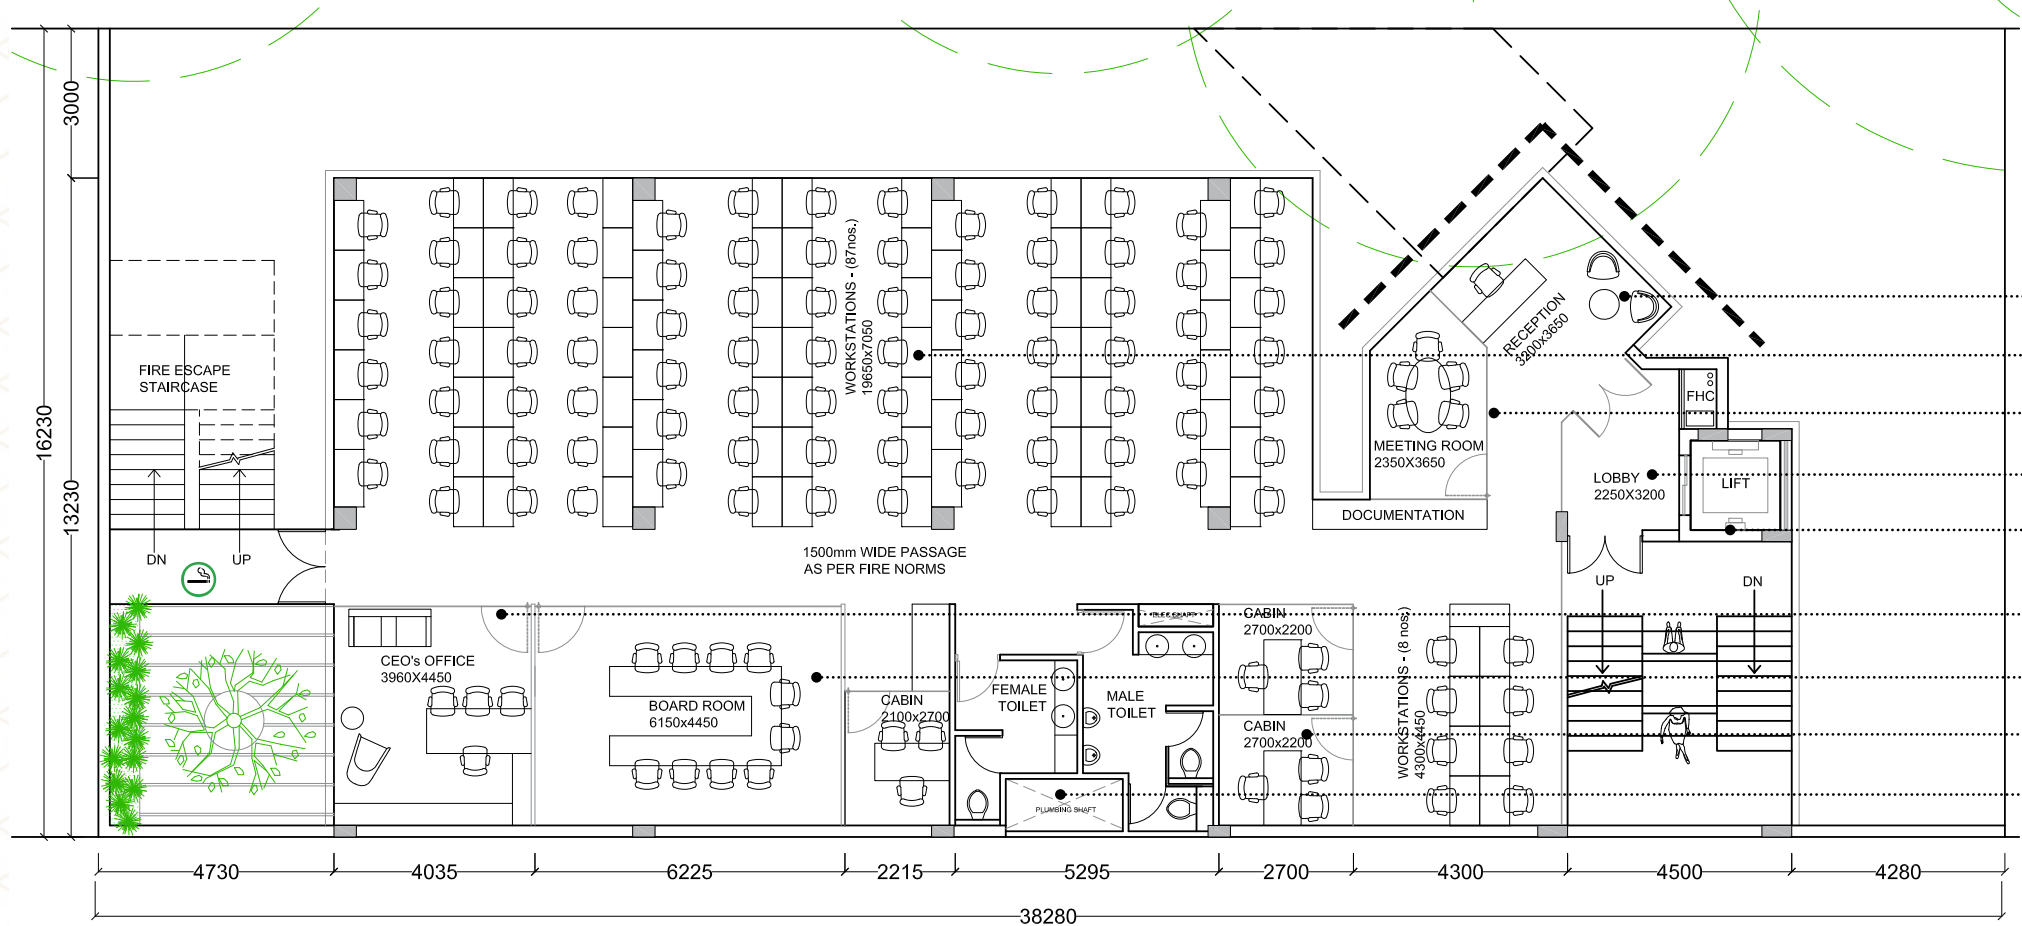 3000
16230
13230
FIRE ESCAPE
STAIRCASE
DN
UP
WORKSTATIONS - (87nos.)
19650x7050
RECEPTION
3200x3650
FHC
MEETING ROOM
2350X3650
LOBBY
2250X3200
LIFT
DOCUMENTATION
1500mm WIDE PASSAGE
AS PER FIRE NORMS
UP
DN
CEO's OFFICE
3960X4450
BOARD ROOM
6150x4450
CABIN
2100x2700
FEMALE
TOILET
MALE
TOILET
ELEC.SHAFT
PLUMBING SHAFT
CABIN
2700x2200
CABIN
2700x2200
WORKSTATIONS - (8 nos.)
4300x4450
4730
4035
6225
2215
5295
2700
4300
4500
4280
38280